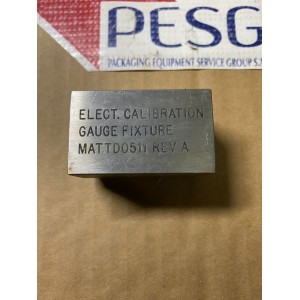 PESG
PACKAGING EQUIPMENT SERVICE GROUP S.
ELECT. CALIBRATION
GAUGE FIXTURE
MATTD0511 REV A